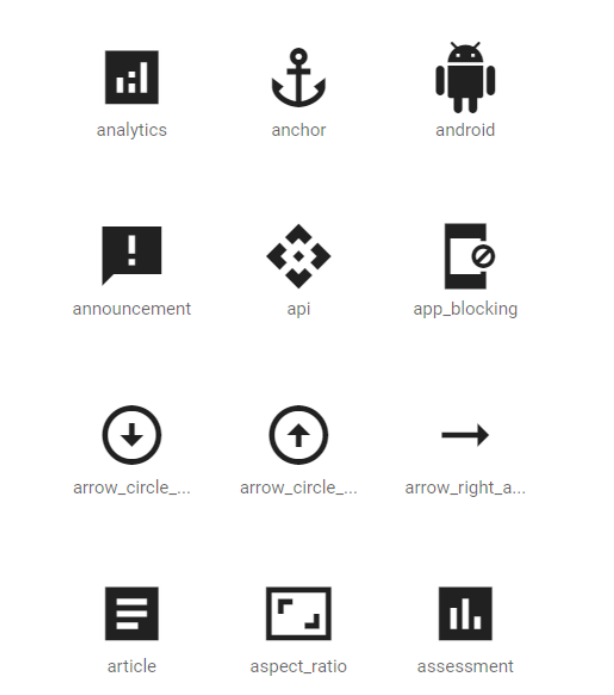 analytics
anchor
android
announcement
api
app_blocking
arrow_circle_...
arrow_circle_...
arrow_right_a...
article
aspect_ratio
assessment